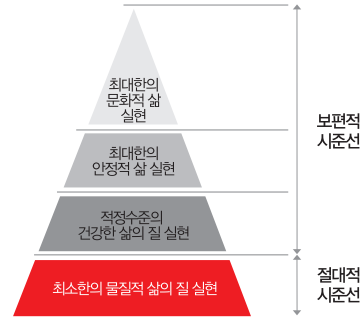 최대한의
문화적 삶
실현
최대한의
안정적 삶 실현
적정수준의
건강한 삶의 질 실현
최소한의 물질적 삶의 질 실현
보편적
시준선
절대적
시준선